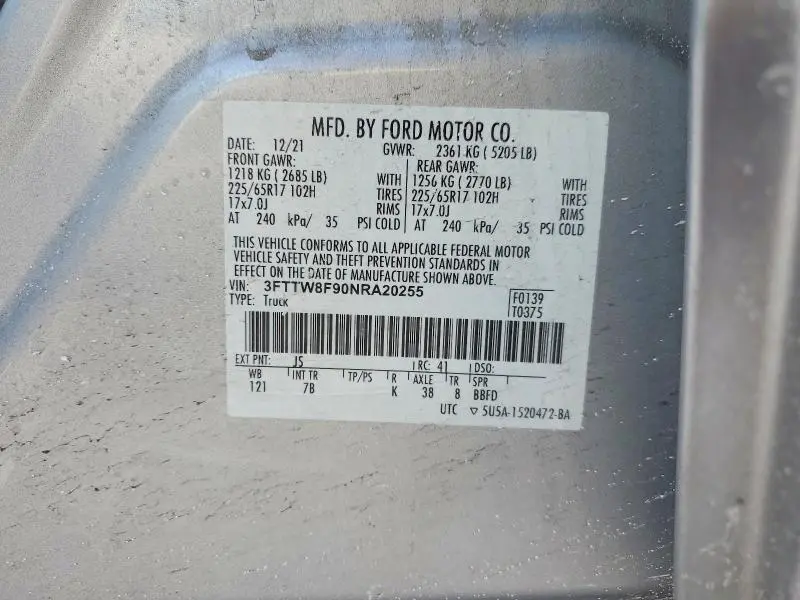 MFD. BY FORD MOTOR CO.
DATE: 12/21 GVWR: 2361 KG ( 5205 LB)
FRONT GAWR: REAR GAWR:
1218 KG ( 2685 LB) WITH 1256 KG ( 2770 LB) WITH
225/65R17 102H TIRES 225/65R17 102H TIRES
17x7.0J RIMS 17x7.0J RIMS
AT 240 kPa/ 35 PSI COLD AT 240 kPa/ 35 PSI COLD
THIS VEHICLE CONFORMS TO ALL APPLICABLE FEDERAL MOTOR
VEHICLE SAFETY AND THEFT PREVENTION STANDARDS IN
EFFECT ON THE DATE OF MANUFACTURE SHOWN ABOVE.
VIN: 3FTTW8F90NRA20255 F0139
TYPE: Truck T0375
EXT PNT: JS RC: 41 DSO:
WB INT TR TP/PS R AXLE TR SPR
121 7B K 38 8 BBFD
UTC ▽ 5U5A-1520472-BA